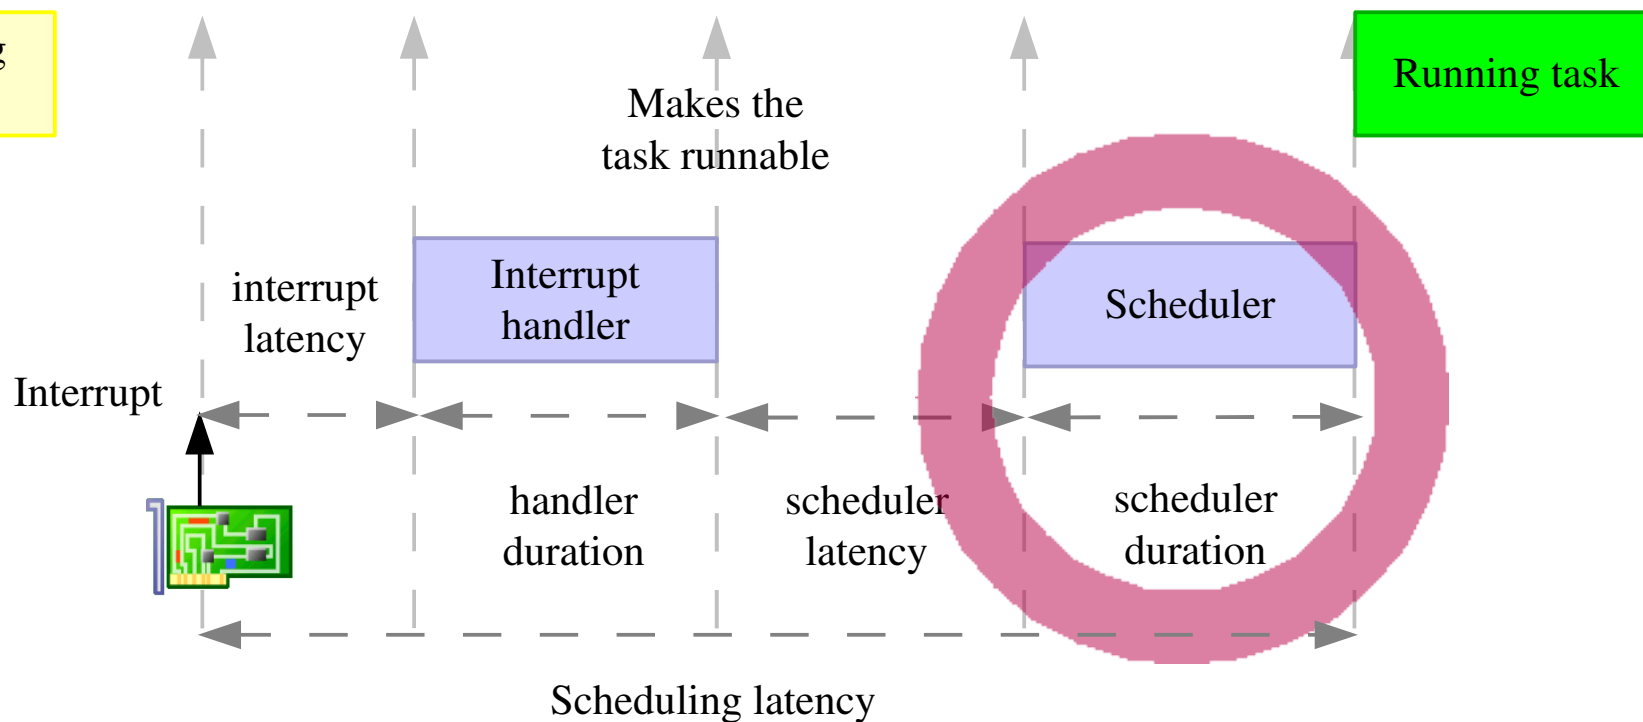 Running task
Makes the
task runnable
interrupt
latency
Interrupt
handler
Scheduler
Interrupt
handler
duration
scheduler
latency
scheduler
duration
Scheduling latency